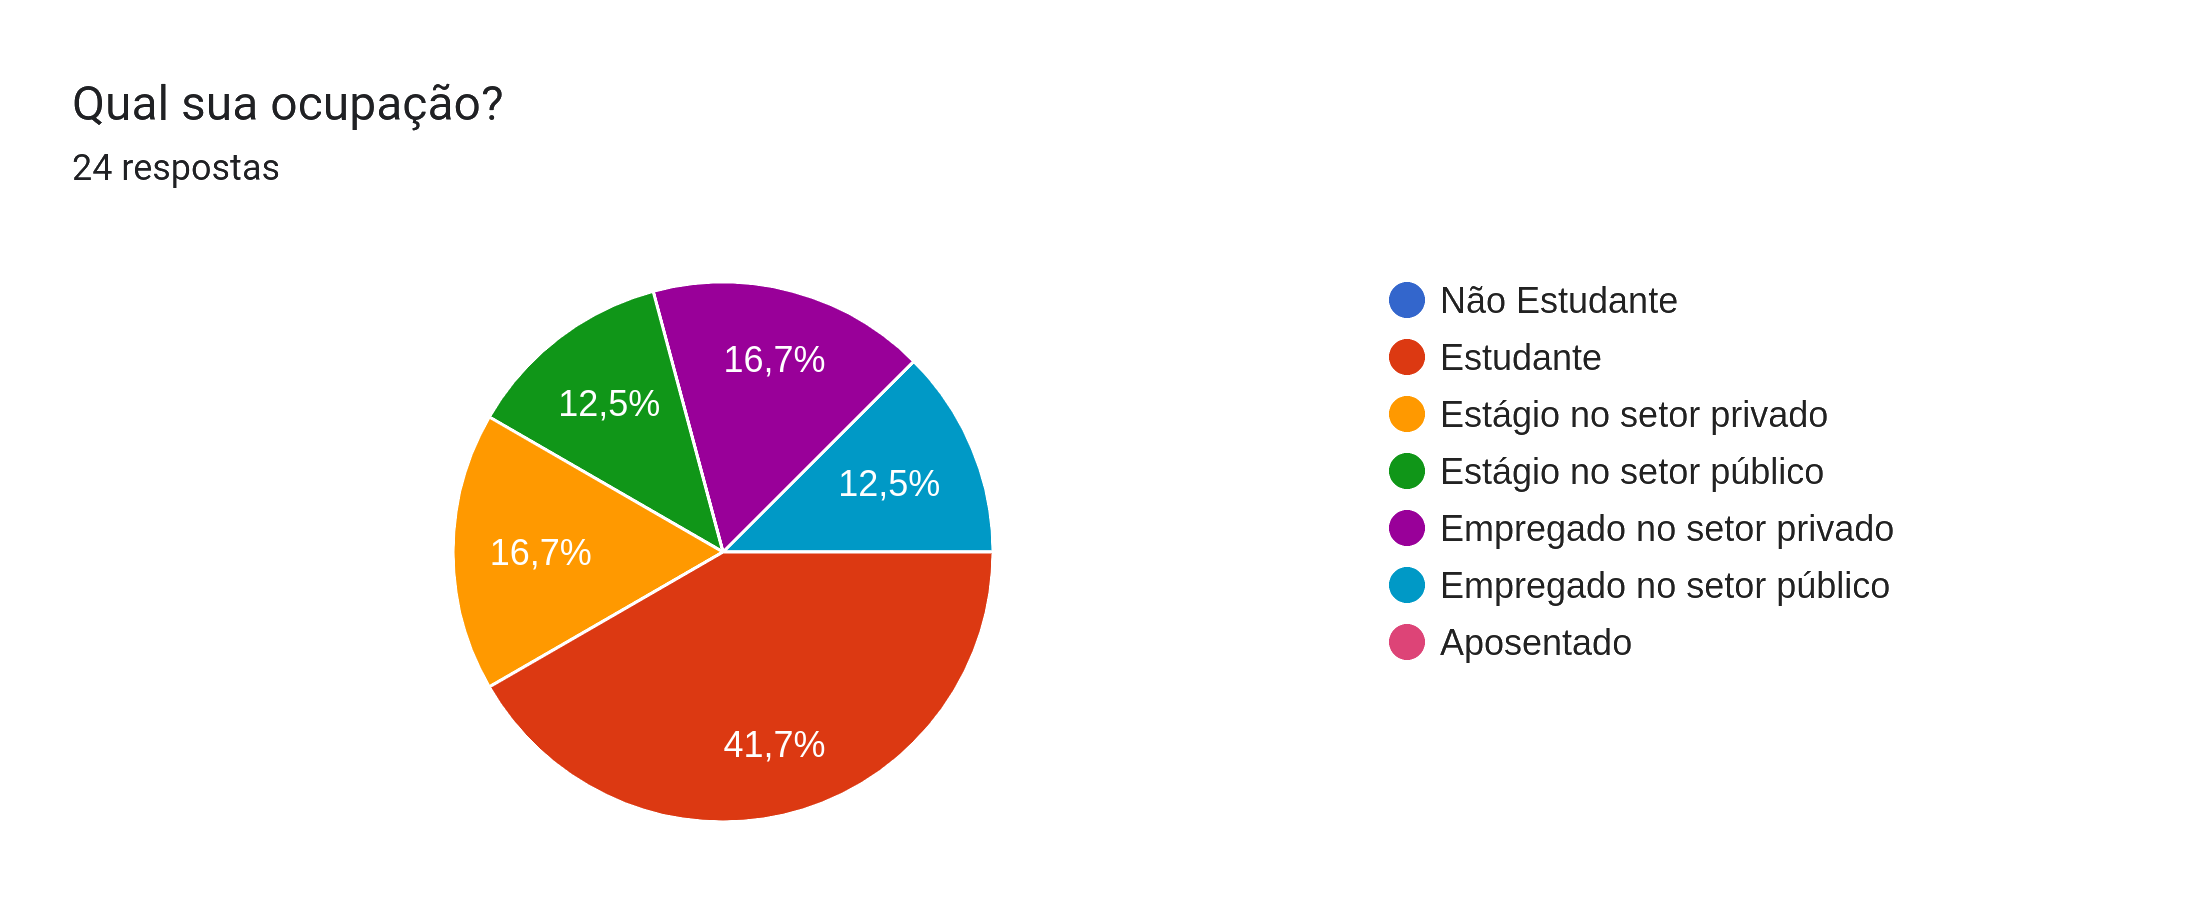 Qual sua ocupação?
24 respostas
16,7%
12,5%
12,5%
16,7%
41,7%
Não Estudante
Estudante
Estágio no setor privado
Estágio no setor público
Empregado no setor privado
Empregado no setor público
Aposentado